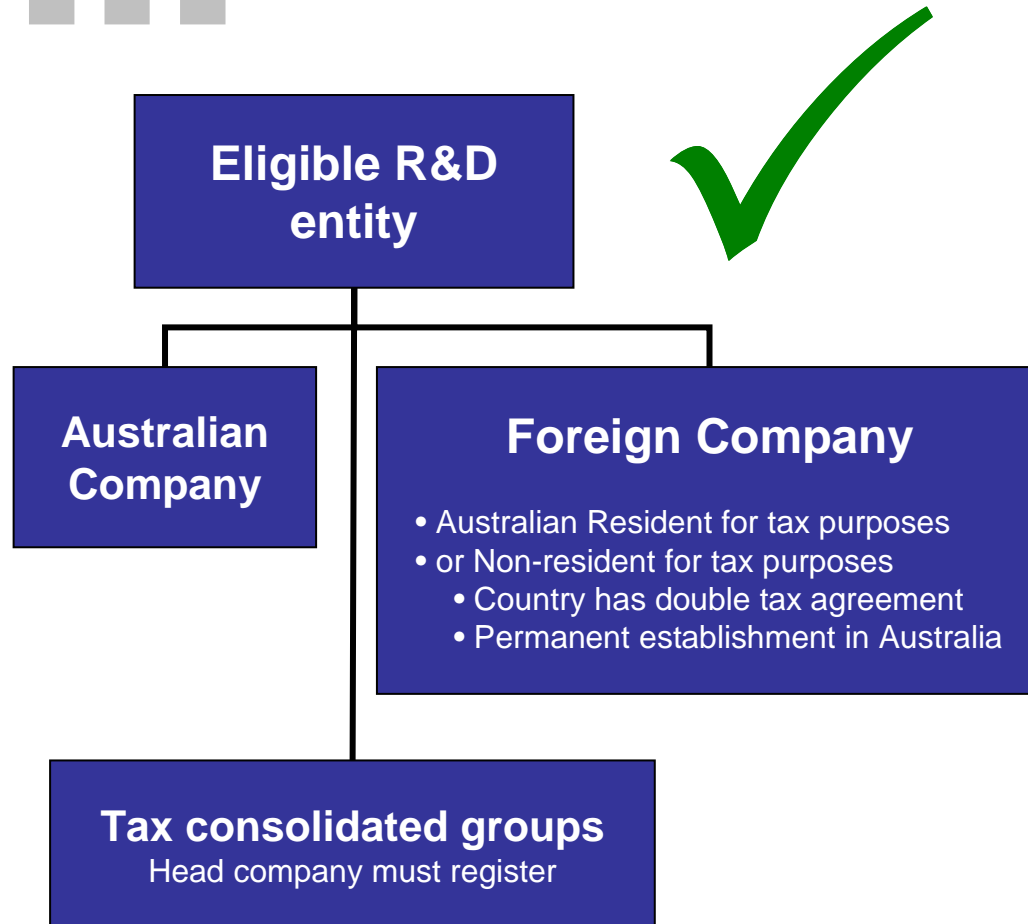 Eligible R&D
entity
Australian
Company
Foreign Company
• Australian Resident for tax purposes
• or Non-resident for tax purposes
• Country has double tax agreement
• Permanent establishment in Australia
Tax consolidated groups
Head company must register